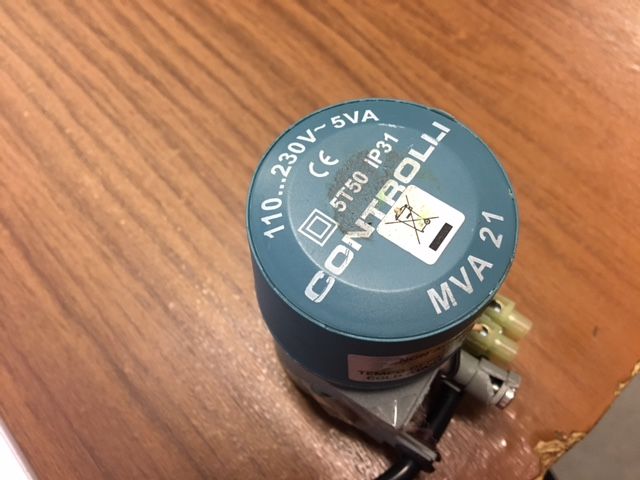 110...230V~ 5VA
CE
5T50 IP31
CONTROLLI
MVA 21